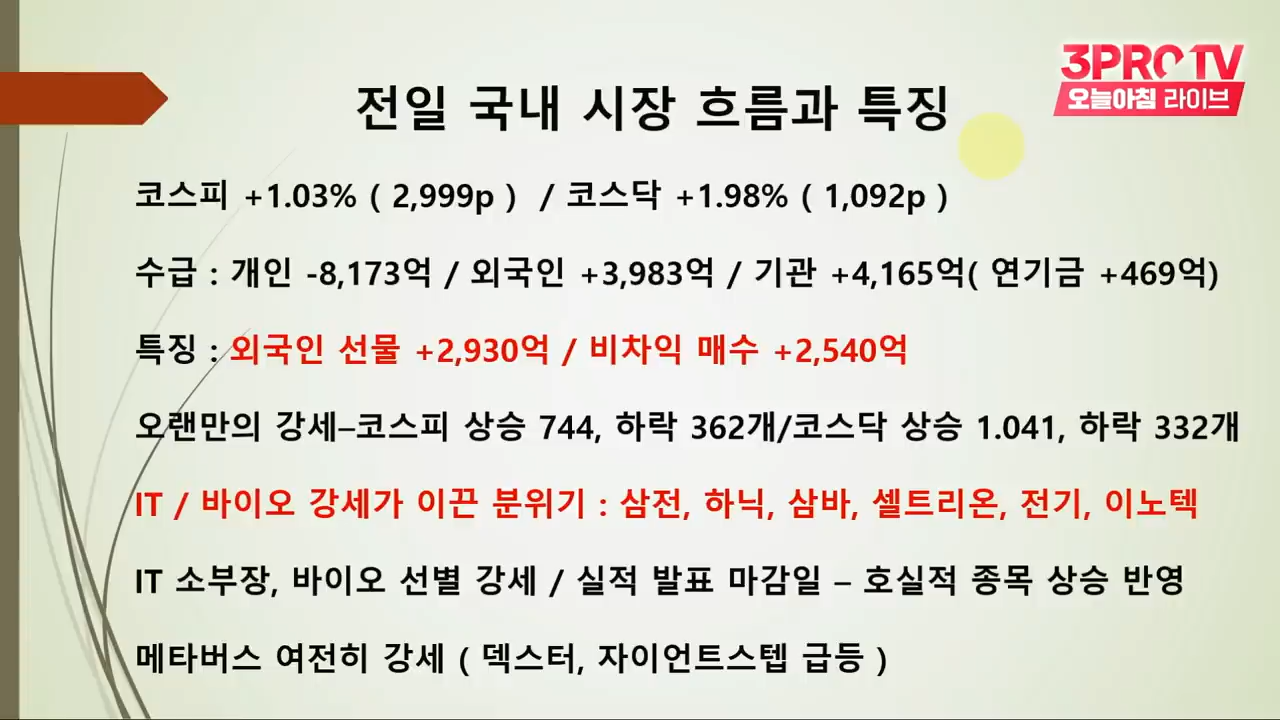 3PRO TV
오늘아침 라이브
전일 국내 시장 흐름과 특징
코스피 +1.03% ( 2,999p ) / 코스닥 +1.98% ( 1,092p )
수급 : 개인 -8,173억 / 외국인 +3,983억 / 기관 +4,165억( 연기금 +469억)
특징 : 외국인 선물 +2,930억 / 비차익 매수 +2,540억
오랜만의 강세–코스피 상승 744, 하락 362개/코스닥 상승 1.041, 하락 332개
IT / 바이오 강세가 이끈 분위기 : 삼전, 하닉, 삼바, 셀트리온, 전기, 이노텍
IT 소부장, 바이오 선별 강세 / 실적 발표 마감일 – 호실적 종목 상승 반영
메타버스 여전히 강세 ( 덱스터, 자이언트스텝 급등 )